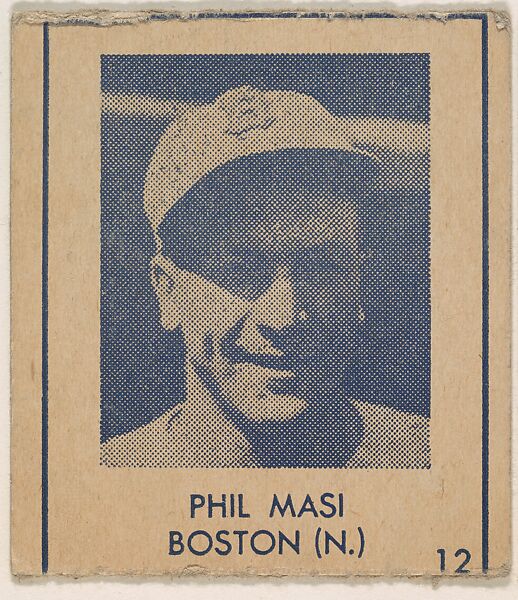 B
PHIL MASI
BOSTON (N.)
12